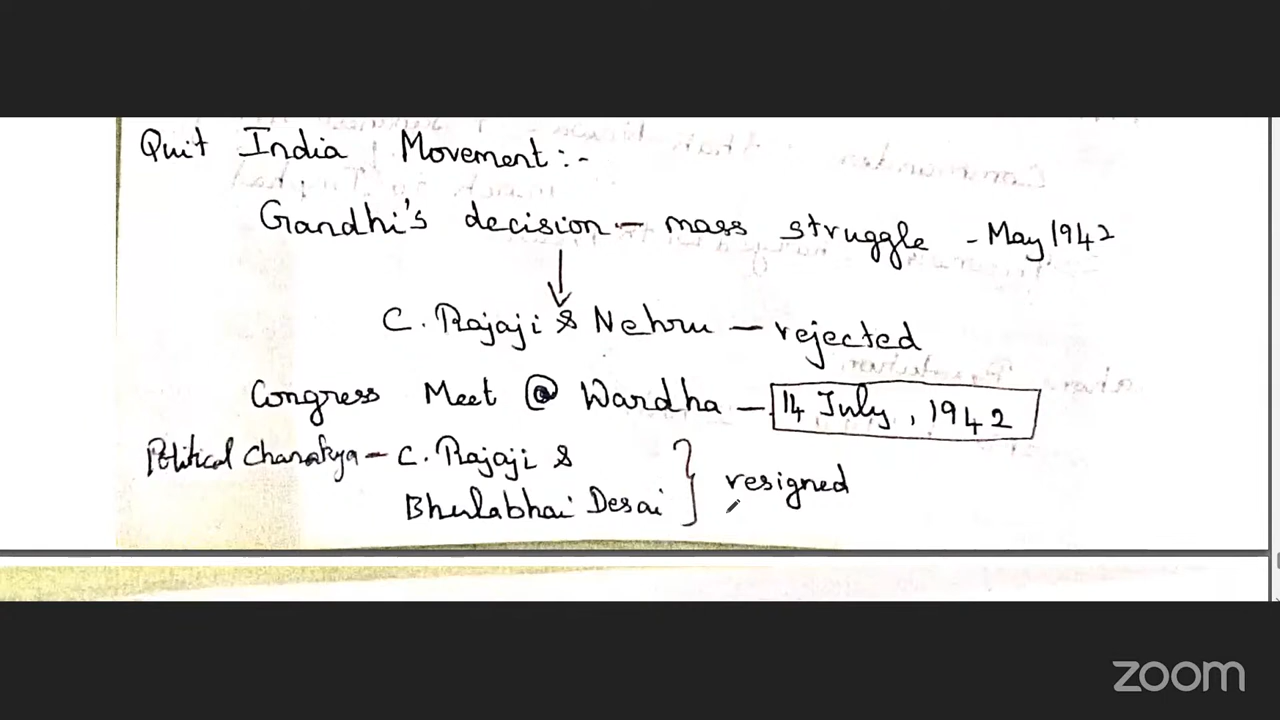 Quit India Movement :-
Gandhi's decision - mass struggle - May 1942
C. Rajaji & Nehru - rejected
Congress Meet @ Wardha - 14 July, 1942
Political Chanakya - C. Rajaji &
Bhulabhai Desai } resigned
zoom